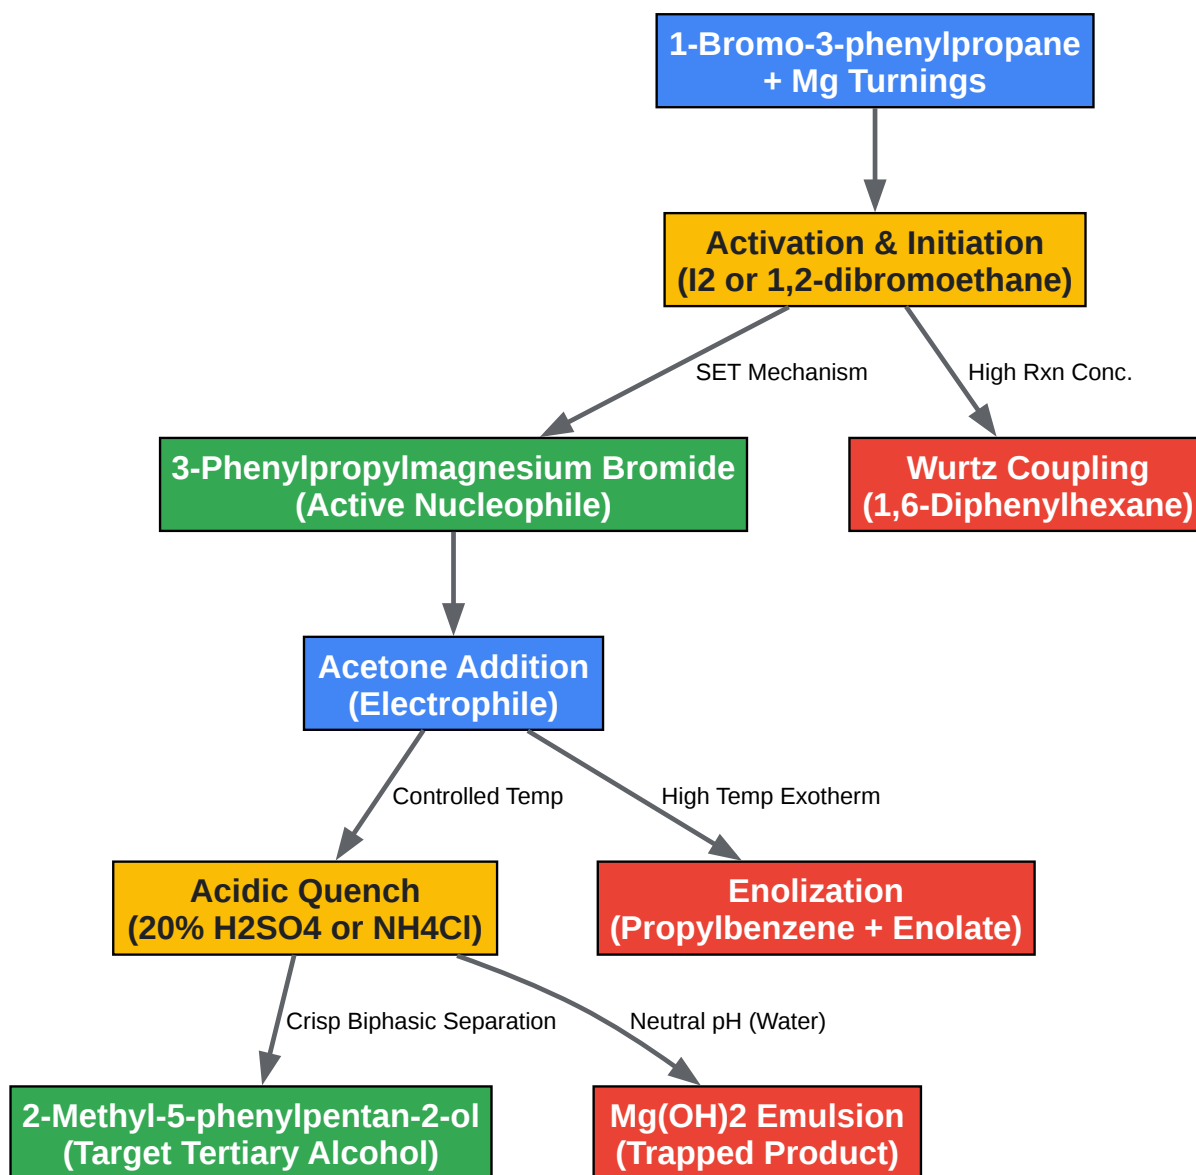 1-Bromo-3-phenylpropane
+ Mg Turnings
Activation & Initiation
(I2 or 1,2-dibromoethane)
SET Mechanism
High Rxn Conc.
3-Phenylpropylmagnesium Bromide
(Active Nucleophile)
Wurtz Coupling
(1,6-Diphenylhexane)
Acetone Addition
(Electrophile)
Controlled Temp
High Temp Exotherm
Acidic Quench
(20% H2SO4 or NH4Cl)
Enolization
(Propylbenzene + Enolate)
Crisp Biphasic Separation
Neutral pH (Water)
2-Methyl-5-phenylpentan-2-ol
(Target Tertiary Alcohol)
Mg(OH)2 Emulsion
(Trapped Product)